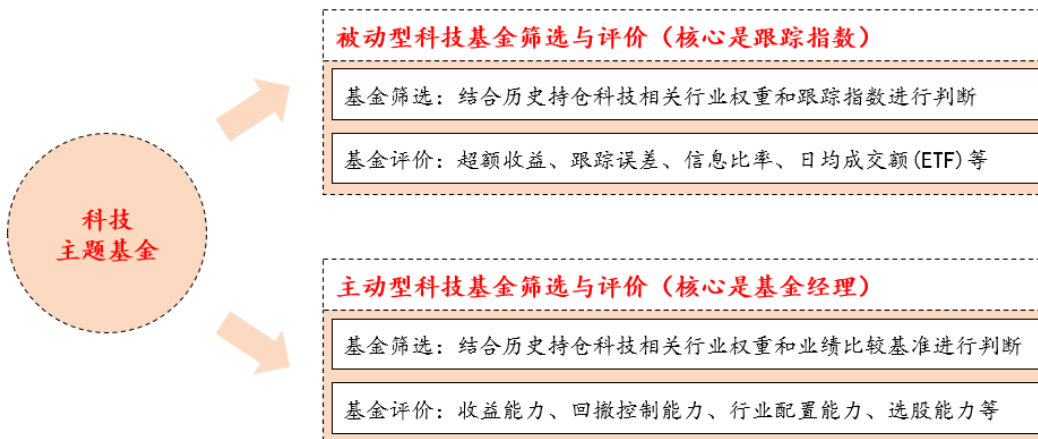 科技
主题基金
被动型科技基金筛选与评价（核心是跟踪指数）
基金筛选：结合历史持仓科技相关行业权重和跟踪指数进行判断
基金评价：超额收益、跟踪误差、信息比率、日均成交额(ETF)等
主动型科技基金筛选与评价（核心是基金经理）
基金筛选：结合历史持仓科技相关行业权重和业绩比较基准进行判断
基金评价：收益能力、回撤控制能力、行业配置能力、选股能力等